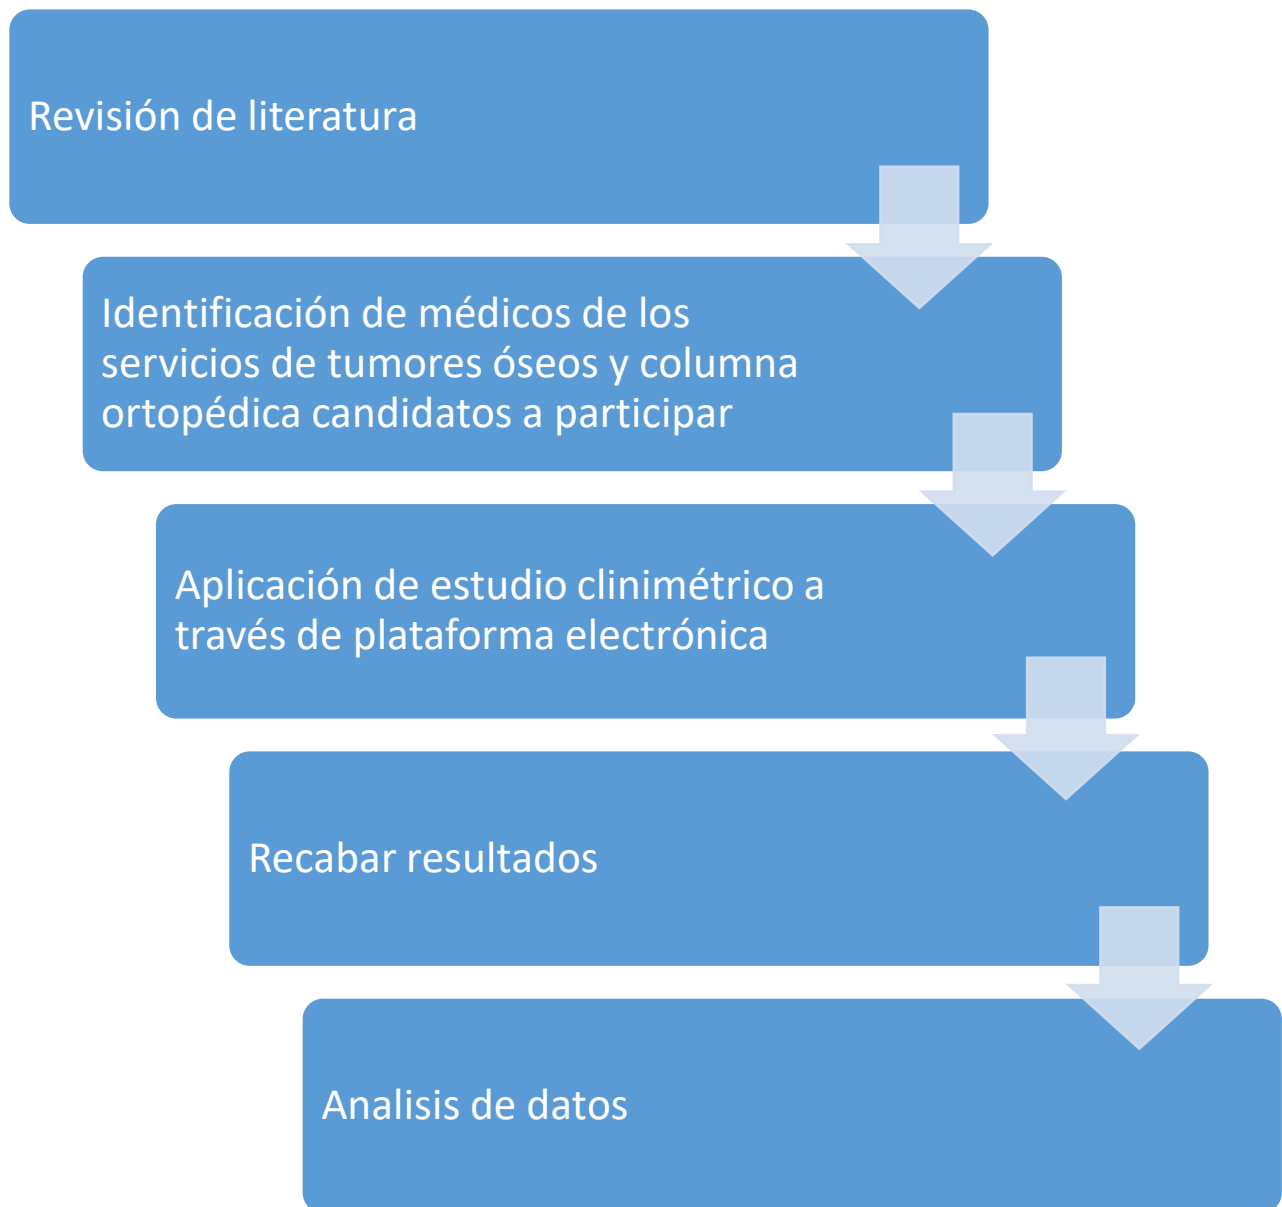 Revisión de literatura
Identificación de médicos de los
servicios de tumores óseos y columna
ortopédica candidatos a participar
Aplicación de estudio clinimétrico a
través de plataforma electrónica
Recabar resultados
Analisis de datos